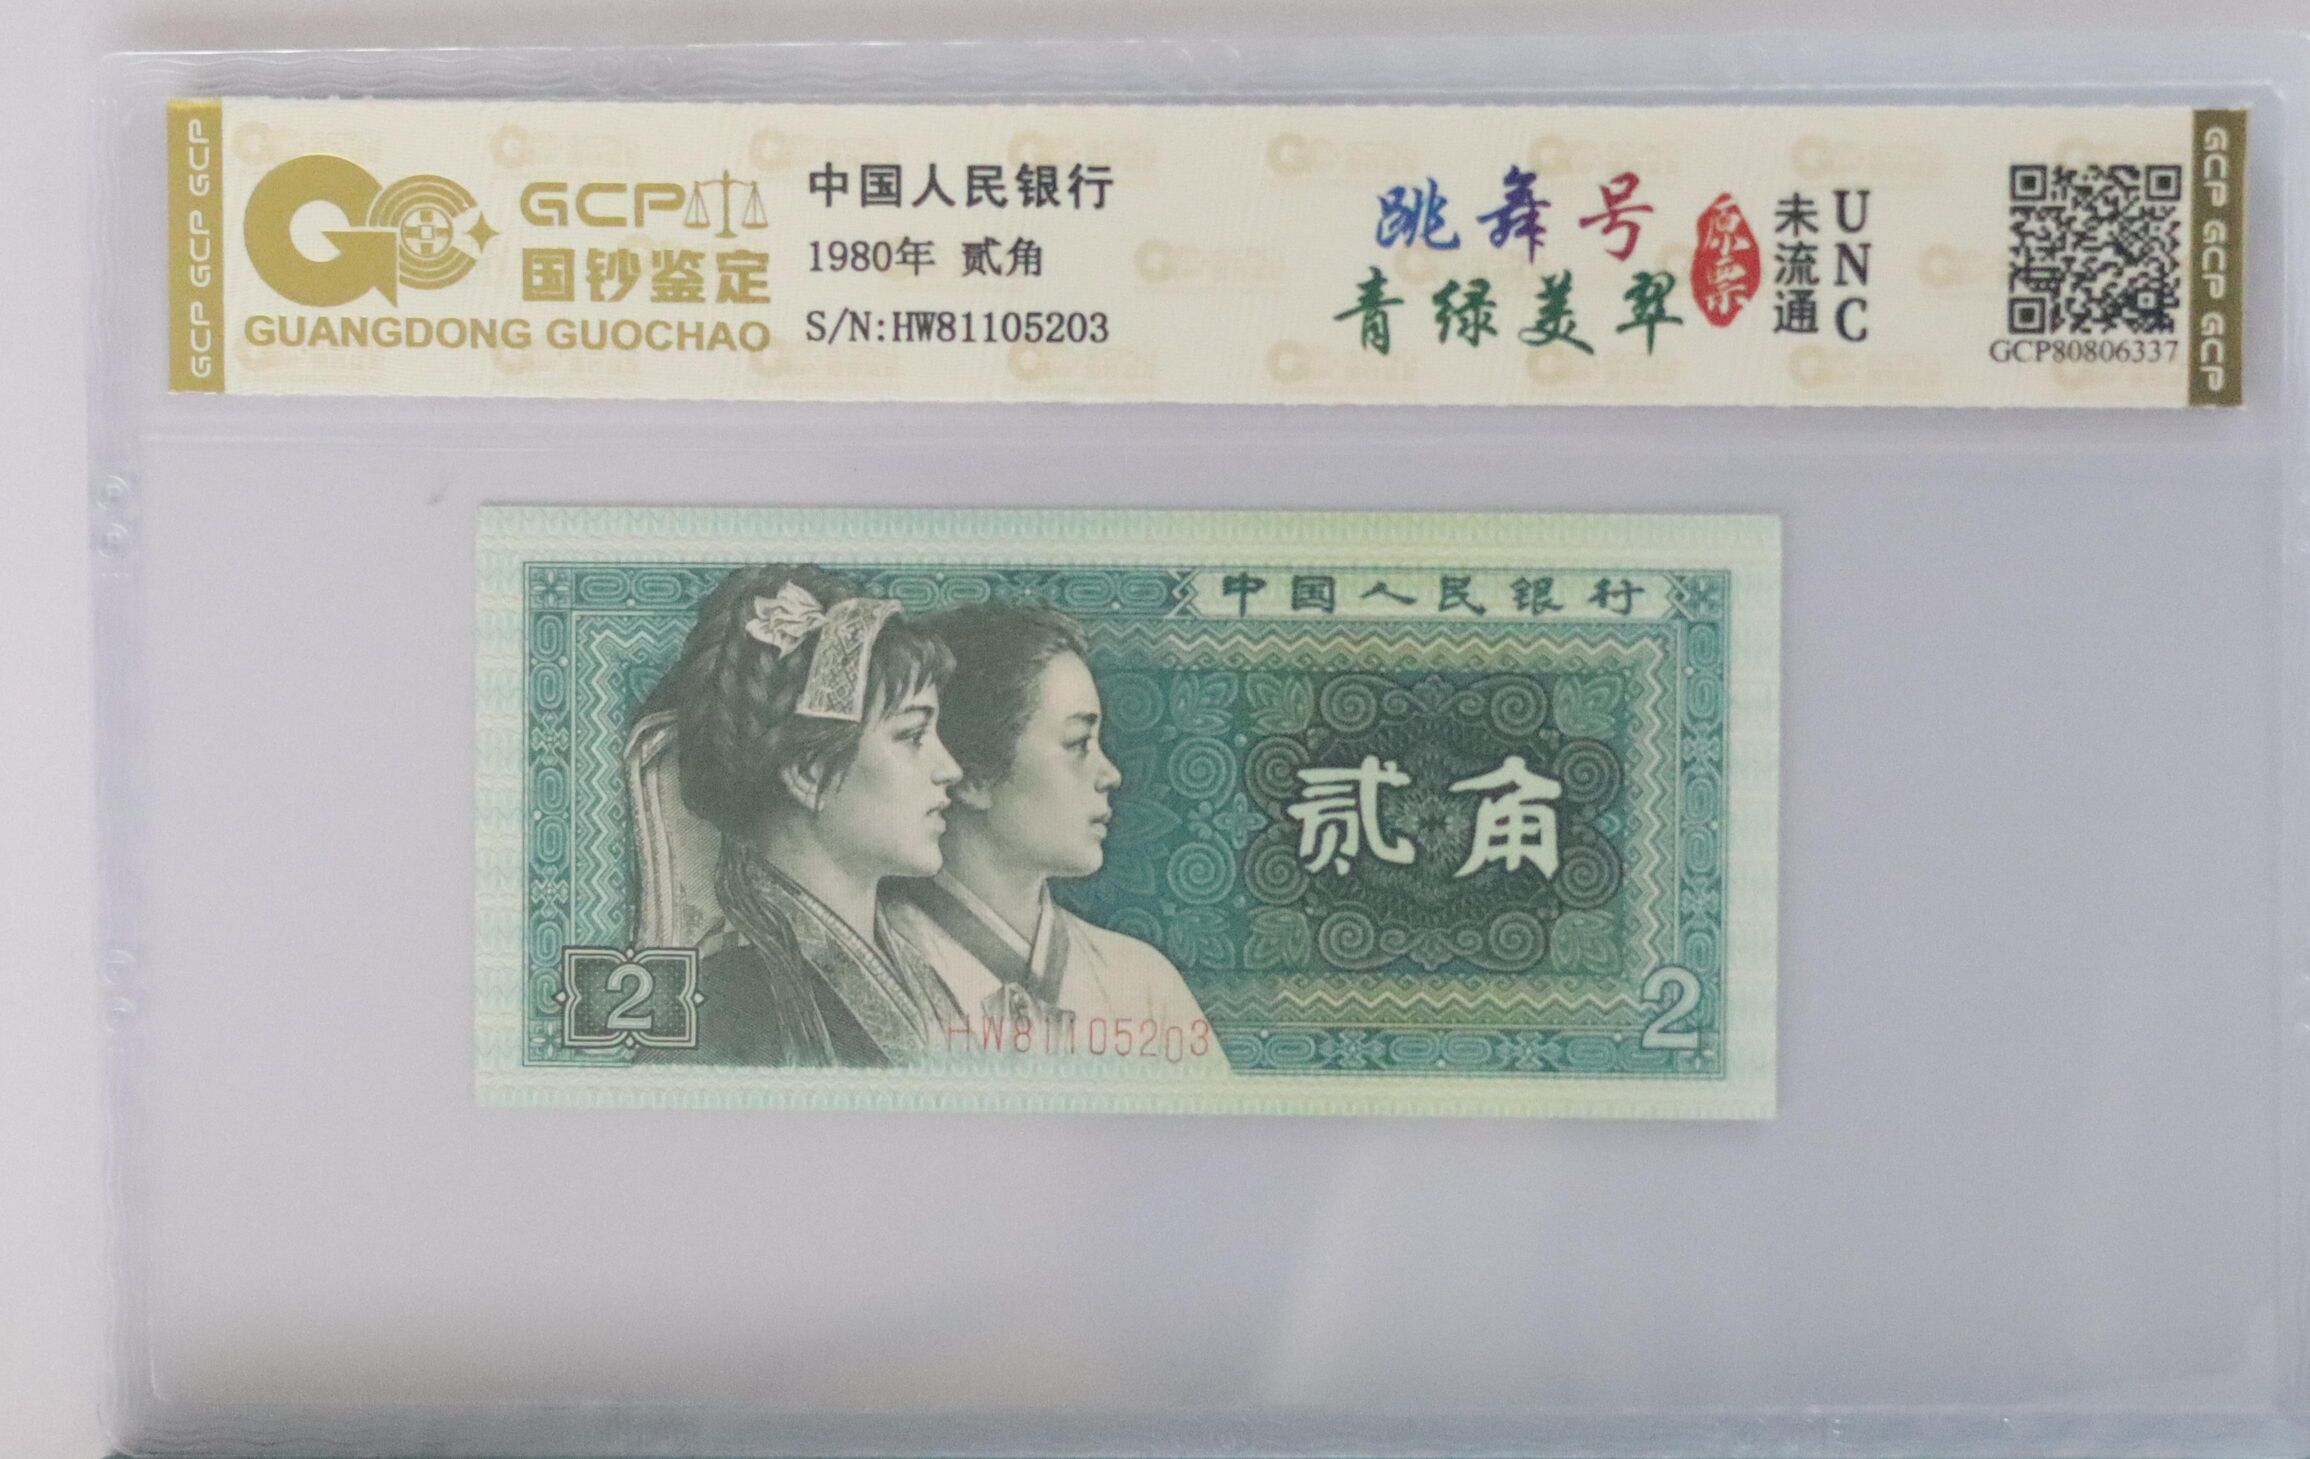 GCP GCP GCP
GCP
国钞鉴定
GUANGDONG GUOCHAO
中国人民银行
1980年 贰角
S/N:HW81105203
跳舞号
青绿美翠
原票
未流通
UNC
GCP80806337
GCP GCP GCP
中国人民银行
贰角
2
2
HW81105203